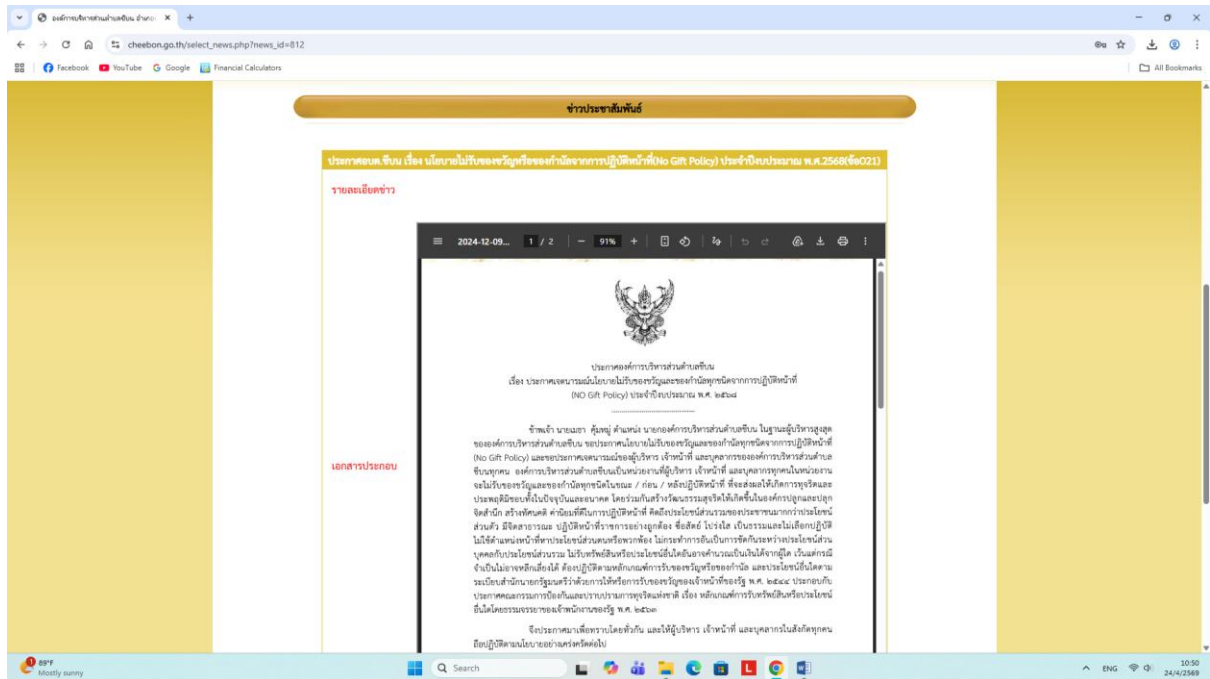 องค์การบริหารส่วนตำบลชีบน อำเภอ
cheebon.go.th/select_news.php?news_id=812
Facebook YouTube Google Financial Calculators All Bookmarks
ข่าวประชาสัมพันธ์
ประกาศอบต.ชีบน เรื่อง นโยบายไม่รับของขวัญหรือของกำนัลจากการปฏิบัติหน้าที่(No Gift Policy) ประจำปีงบประมาณ พ.ศ.2568(ข้อO21)
รายละเอียดข่าว
2024-12-09... 1 / 2 91%
ประกาศองค์การบริหารส่วนตำบลชีบน
เรื่อง ประกาศเจตนารมณ์นโยบายไม่รับของขวัญและของกำนัลทุกชนิดจากการปฏิบัติหน้าที่
(NO Gift Policy) ประจำปีงบประมาณ พ.ศ. ๒๕๖๘
ข้าพเจ้า นายเมธา คุ้มหมู่ ตำแหน่ง นายกองค์การบริหารส่วนตำบลชีบน ในฐานะผู้บริหารสูงสุด
ขององค์การบริหารส่วนตำบลชีบน ขอประกาศนโยบายไม่รับของขวัญและของกำนัลทุกชนิดจากการปฏิบัติหน้าที่
(No Gift Policy) และขอประกาศเจตนารมณ์ของผู้บริหาร เจ้าหน้าที่ และบุคลากรขององค์การบริหารส่วนตำบล
ชีบนทุกคน องค์การบริหารส่วนตำบลชีบนเป็นหน่วยงานที่ผู้บริหาร เจ้าหน้าที่ และบุคลากรทุกคนในหน่วยงาน
จะไม่รับของขวัญและของกำนัลทุกชนิดในขณะ / ก่อน / หลังปฏิบัติหน้าที่ ที่จะส่งผลให้เกิดการทุจริตและ
ประพฤติมิชอบทั้งในปัจจุบันและอนาคต โดยร่วมกันสร้างวัฒนธรรมสุจริตให้เกิดขึ้นในองค์กรปลูกและปลุก
จิตสำนึก สร้างทัศนคติ ค่านิยมที่ดีในการปฏิบัติหน้าที่ คิดถึงประโยชน์ส่วนรวมของประชาชนมากกว่าประโยชน์
เอกสารประกอบ
ส่วนตัว มีจิตสาธารณะ ปฏิบัติหน้าที่ราชการอย่างถูกต้อง ซื่อสัตย์ โปร่งใส เป็นธรรมและไม่เลือกปฏิบัติ
ไม่ใช้ตำแหน่งหน้าที่หาประโยชน์ส่วนตนหรือพวกพ้อง ไม่กระทำการอันเป็นการขัดกันระหว่างประโยชน์ส่วน
บุคคลกับประโยชน์ส่วนรวม ไม่รับทรัพย์สินหรือประโยชน์อื่นใดอันอาจคำนวณเป็นเงินได้จากผู้ใด เว้นแต่กรณี
จำเป็นไม่อาจหลีกเลี่ยงได้ ต้องปฏิบัติตามหลักเกณฑ์การรับของขวัญหรือของกำนัล และประโยชน์อื่นใดตาม
ระเบียบสำนักนายกรัฐมนตรีว่าด้วยการให้หรือการรับของขวัญของเจ้าหน้าที่ของรัฐ พ.ศ. ๒๕๔๔ ประกอบกับ
ประกาศคณะกรรมการป้องกันและปราบปรามการทุจริตแห่งชาติ เรื่อง หลักเกณฑ์การรับทรัพย์สินหรือประโยชน์
อื่นใดโดยธรรมจรรยาของเจ้าพนักงานของรัฐ พ.ศ. ๒๕๖๓
จึงประกาศมาเพื่อทราบโดยทั่วกัน และให้ผู้บริหาร เจ้าหน้าที่ และบุคลากรในสังกัดทุกคน
ถือปฏิบัติตามนโยบายอย่างเคร่งครัดต่อไป
89°F
Mostly sunny
Search
ENG
10:50
24/4/2569